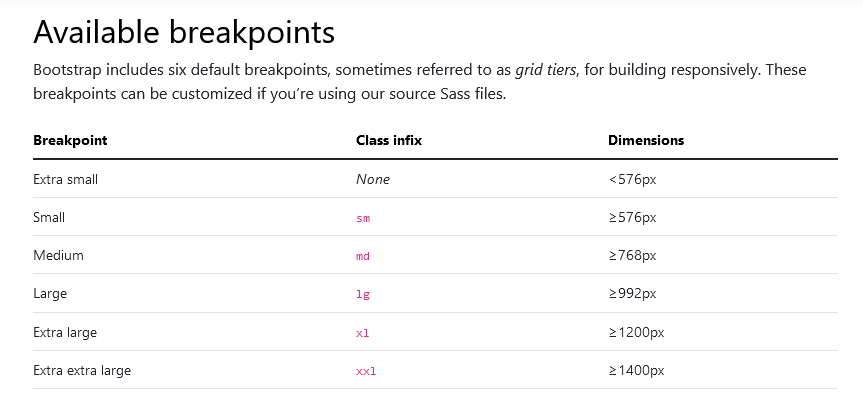 Available breakpoints
Bootstrap includes six default breakpoints, sometimes referred to as grid tiers, for building responsively. These
breakpoints can be customized if you’re using our source Sass files.
Breakpoint Class infix Dimensions
Extra small None <576px
Small sm ≥576px
Medium md ≥768px
Large lg ≥992px
Extra large xl ≥1200px
Extra extra large xxl ≥1400px